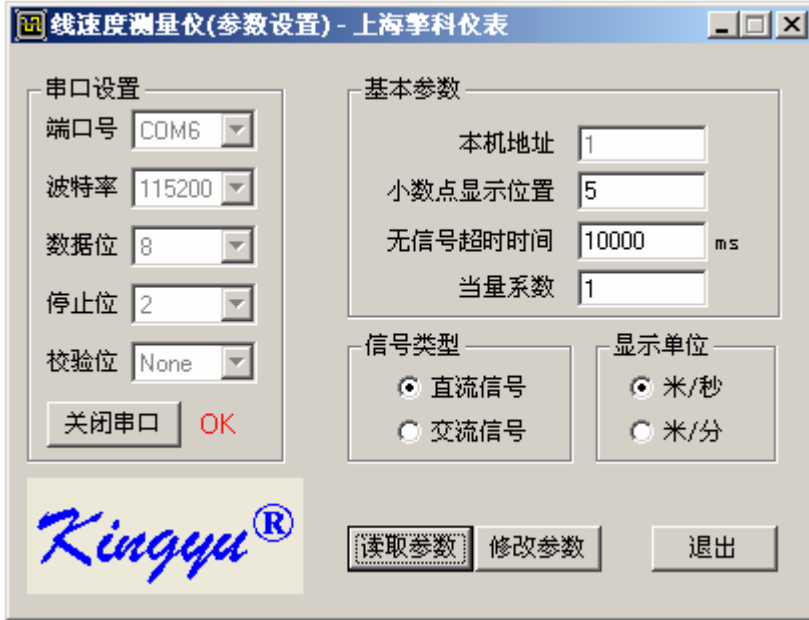 线速度测量仪(参数设置) - 上海擎科仪表
串口设置
端口号 COM6
波特率 115200
数据位 8
停止位 2
校验位 None
关闭串口 OK
基本参数
本机地址 1
小数点显示位置 5
无信号超时时间 10000 ms
当量系数 1
信号类型
直流信号
交流信号
显示单位
米/秒
米/分
Kingyu®
读取参数 修改参数 退出